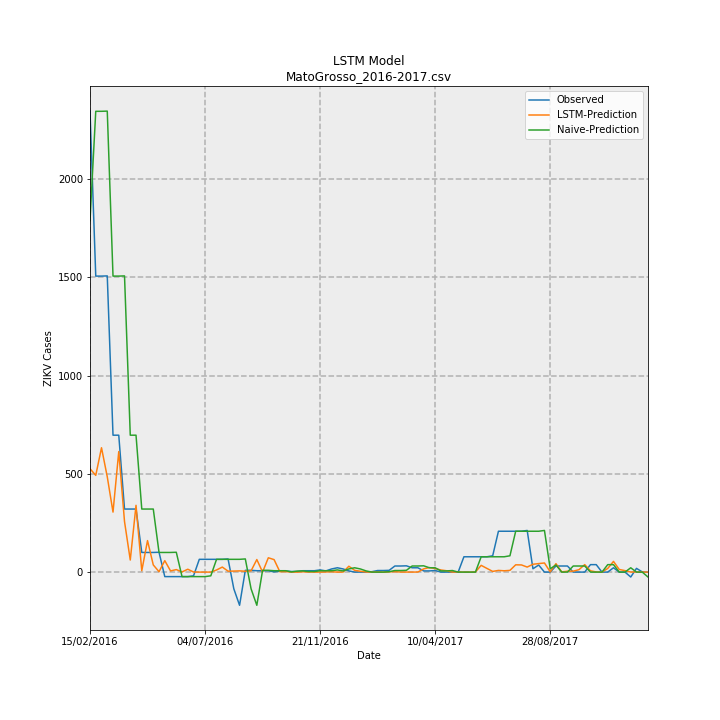 LSTM Model
MatoGrosso_2016-2017.csv
Observed
LSTM-Prediction
Naive-Prediction
2000
1500
1000
500
0
ZIKV Cases
15/02/2016
04/07/2016
21/11/2016
10/04/2017
28/08/2017
Date